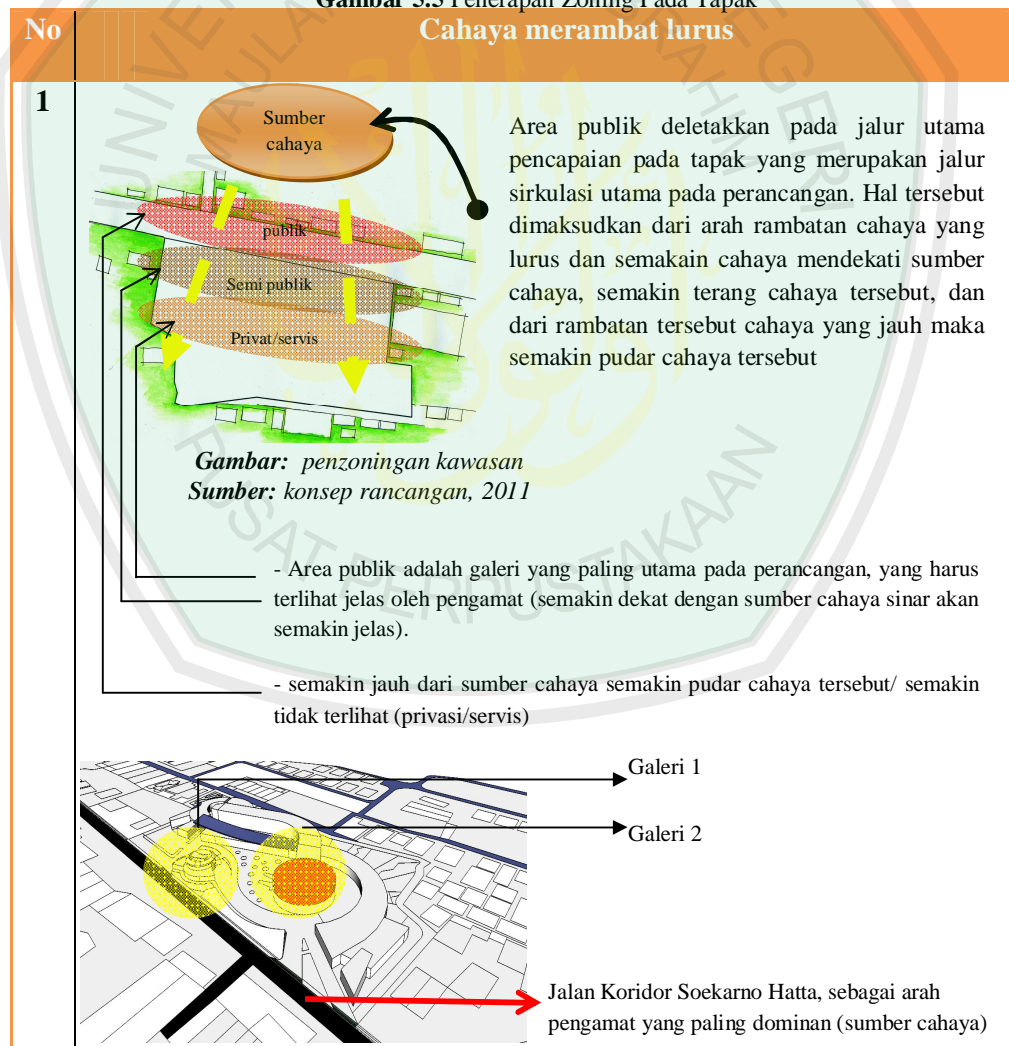 Gambar 5.5 Penerapan Zoning Pada Tapak
No
Cahaya merambat lurus
1
Sumber
cahaya
publik
Semi publik
Privat/servis
Area publik deletakkan pada jalur utama
pencapaian pada tapak yang merupakan jalur
sirkulasi utama pada perancangan. Hal tersebut
dimaksudkan dari arah rambatan cahaya yang
lurus dan semakain cahaya mendekati sumber
cahaya, semakin terang cahaya tersebut, dan
dari rambatan tersebut cahaya yang jauh maka
semakin pudar cahaya tersebut
Gambar: penzoningan kawasan
Sumber: konsep rancangan, 2011
- Area publik adalah galeri yang paling utama pada perancangan, yang harus
terlihat jelas oleh pengamat (semakin dekat dengan sumber cahaya sinar akan
semakin jelas).
- semakin jauh dari sumber cahaya semakin pudar cahaya tersebut/ semakin
tidak terlihat (privasi/servis)
Galeri 1
Galeri 2
Jalan Koridor Soekarno Hatta, sebagai arah
pengamat yang paling dominan (sumber cahaya)
PUSAT PERPUSTAKAAN